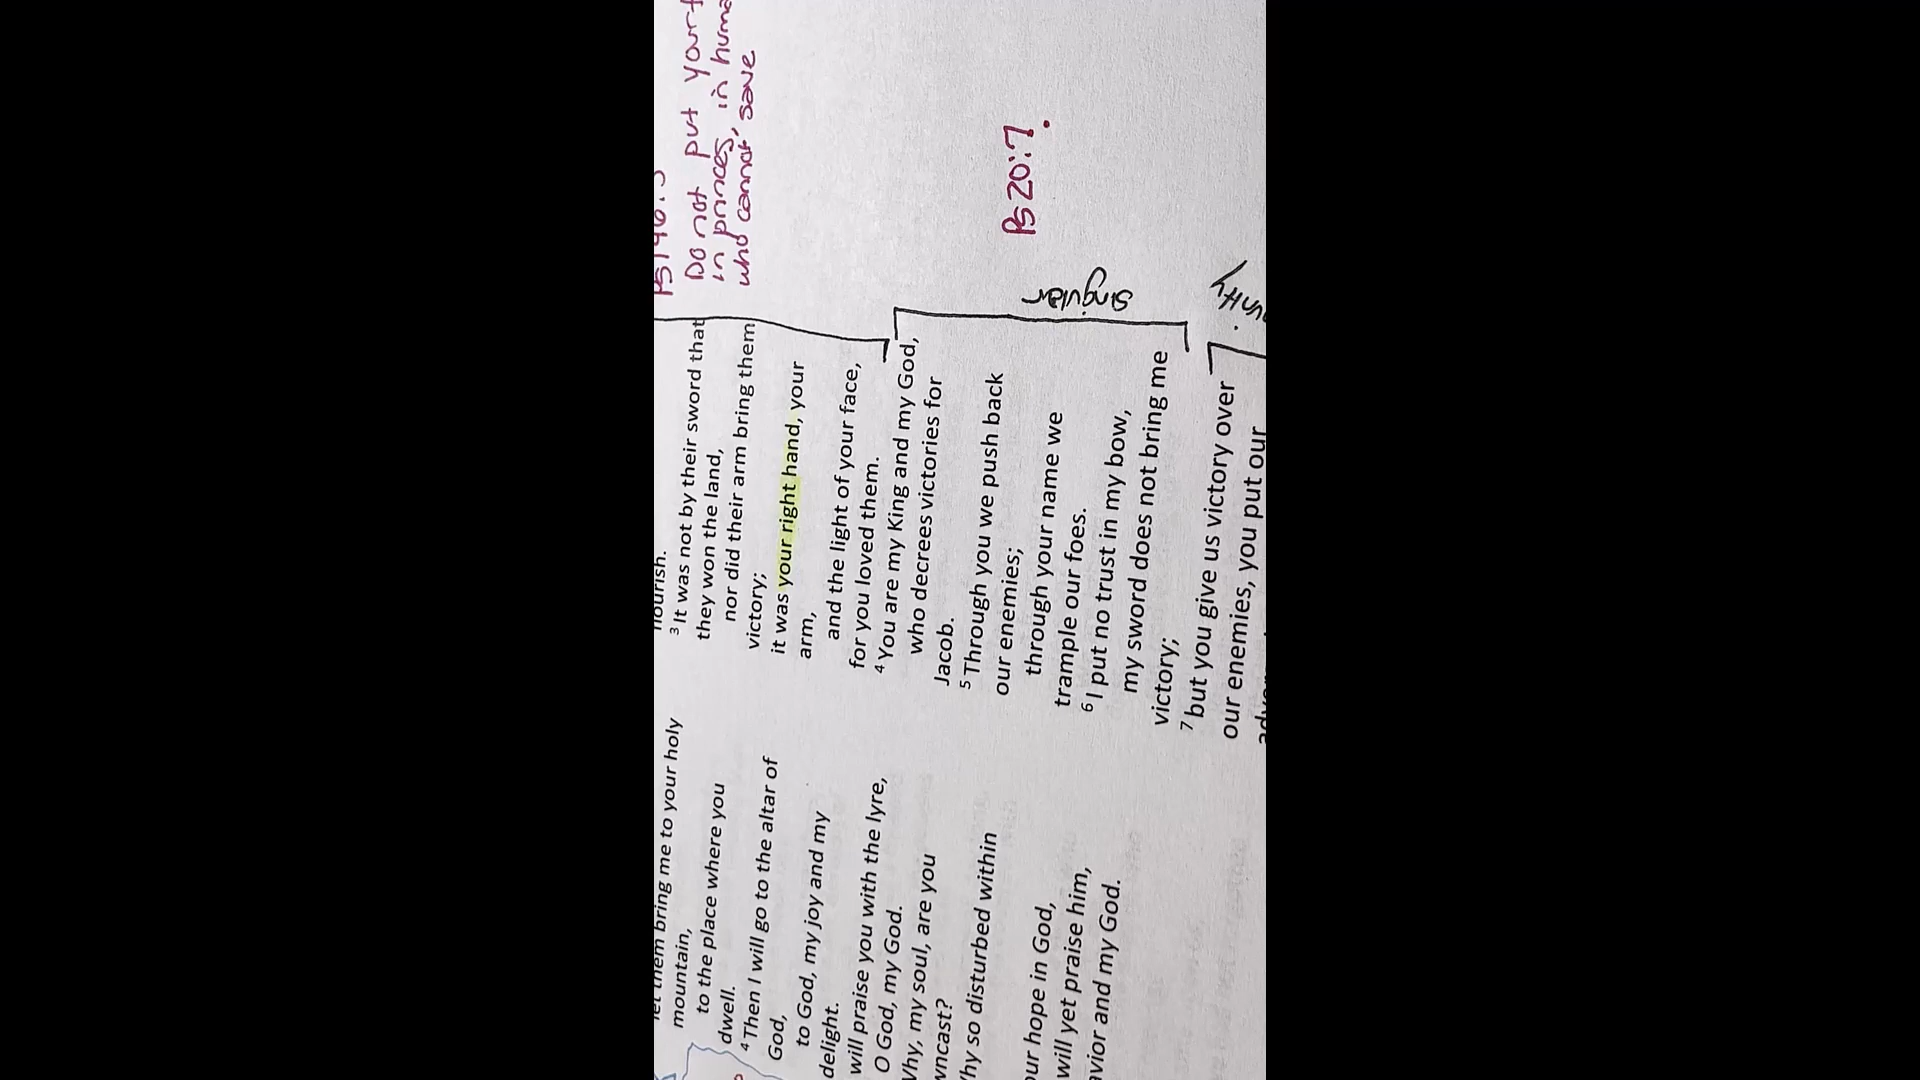 let them bring me to your holy
mountain,
to the place where you
dwell.
4 Then I will go to the altar of
God,
to God, my joy and my
delight.
will praise you with the lyre,
O God, my God.
Why, my soul, are you
wncast?
hy so disturbed within
our hope in God,
will yet praise him,
avior and my God.
flourish.
3 It was not by their sword that
they won the land,
nor did their arm bring them
victory;
it was your right hand, your
arm,
and the light of your face,
for you loved them.
4 You are my King and my God,
who decrees victories for
Jacob.
5 Through you we push back
our enemies;
through your name we
trample our foes.
6 I put no trust in my bow,
my sword does not bring me
victory;
7 but you give us victory over
our enemies, you put our
Ps 146:3
Do not put your
in princes, in huma
who cannot save
singular
Ps 20:7.